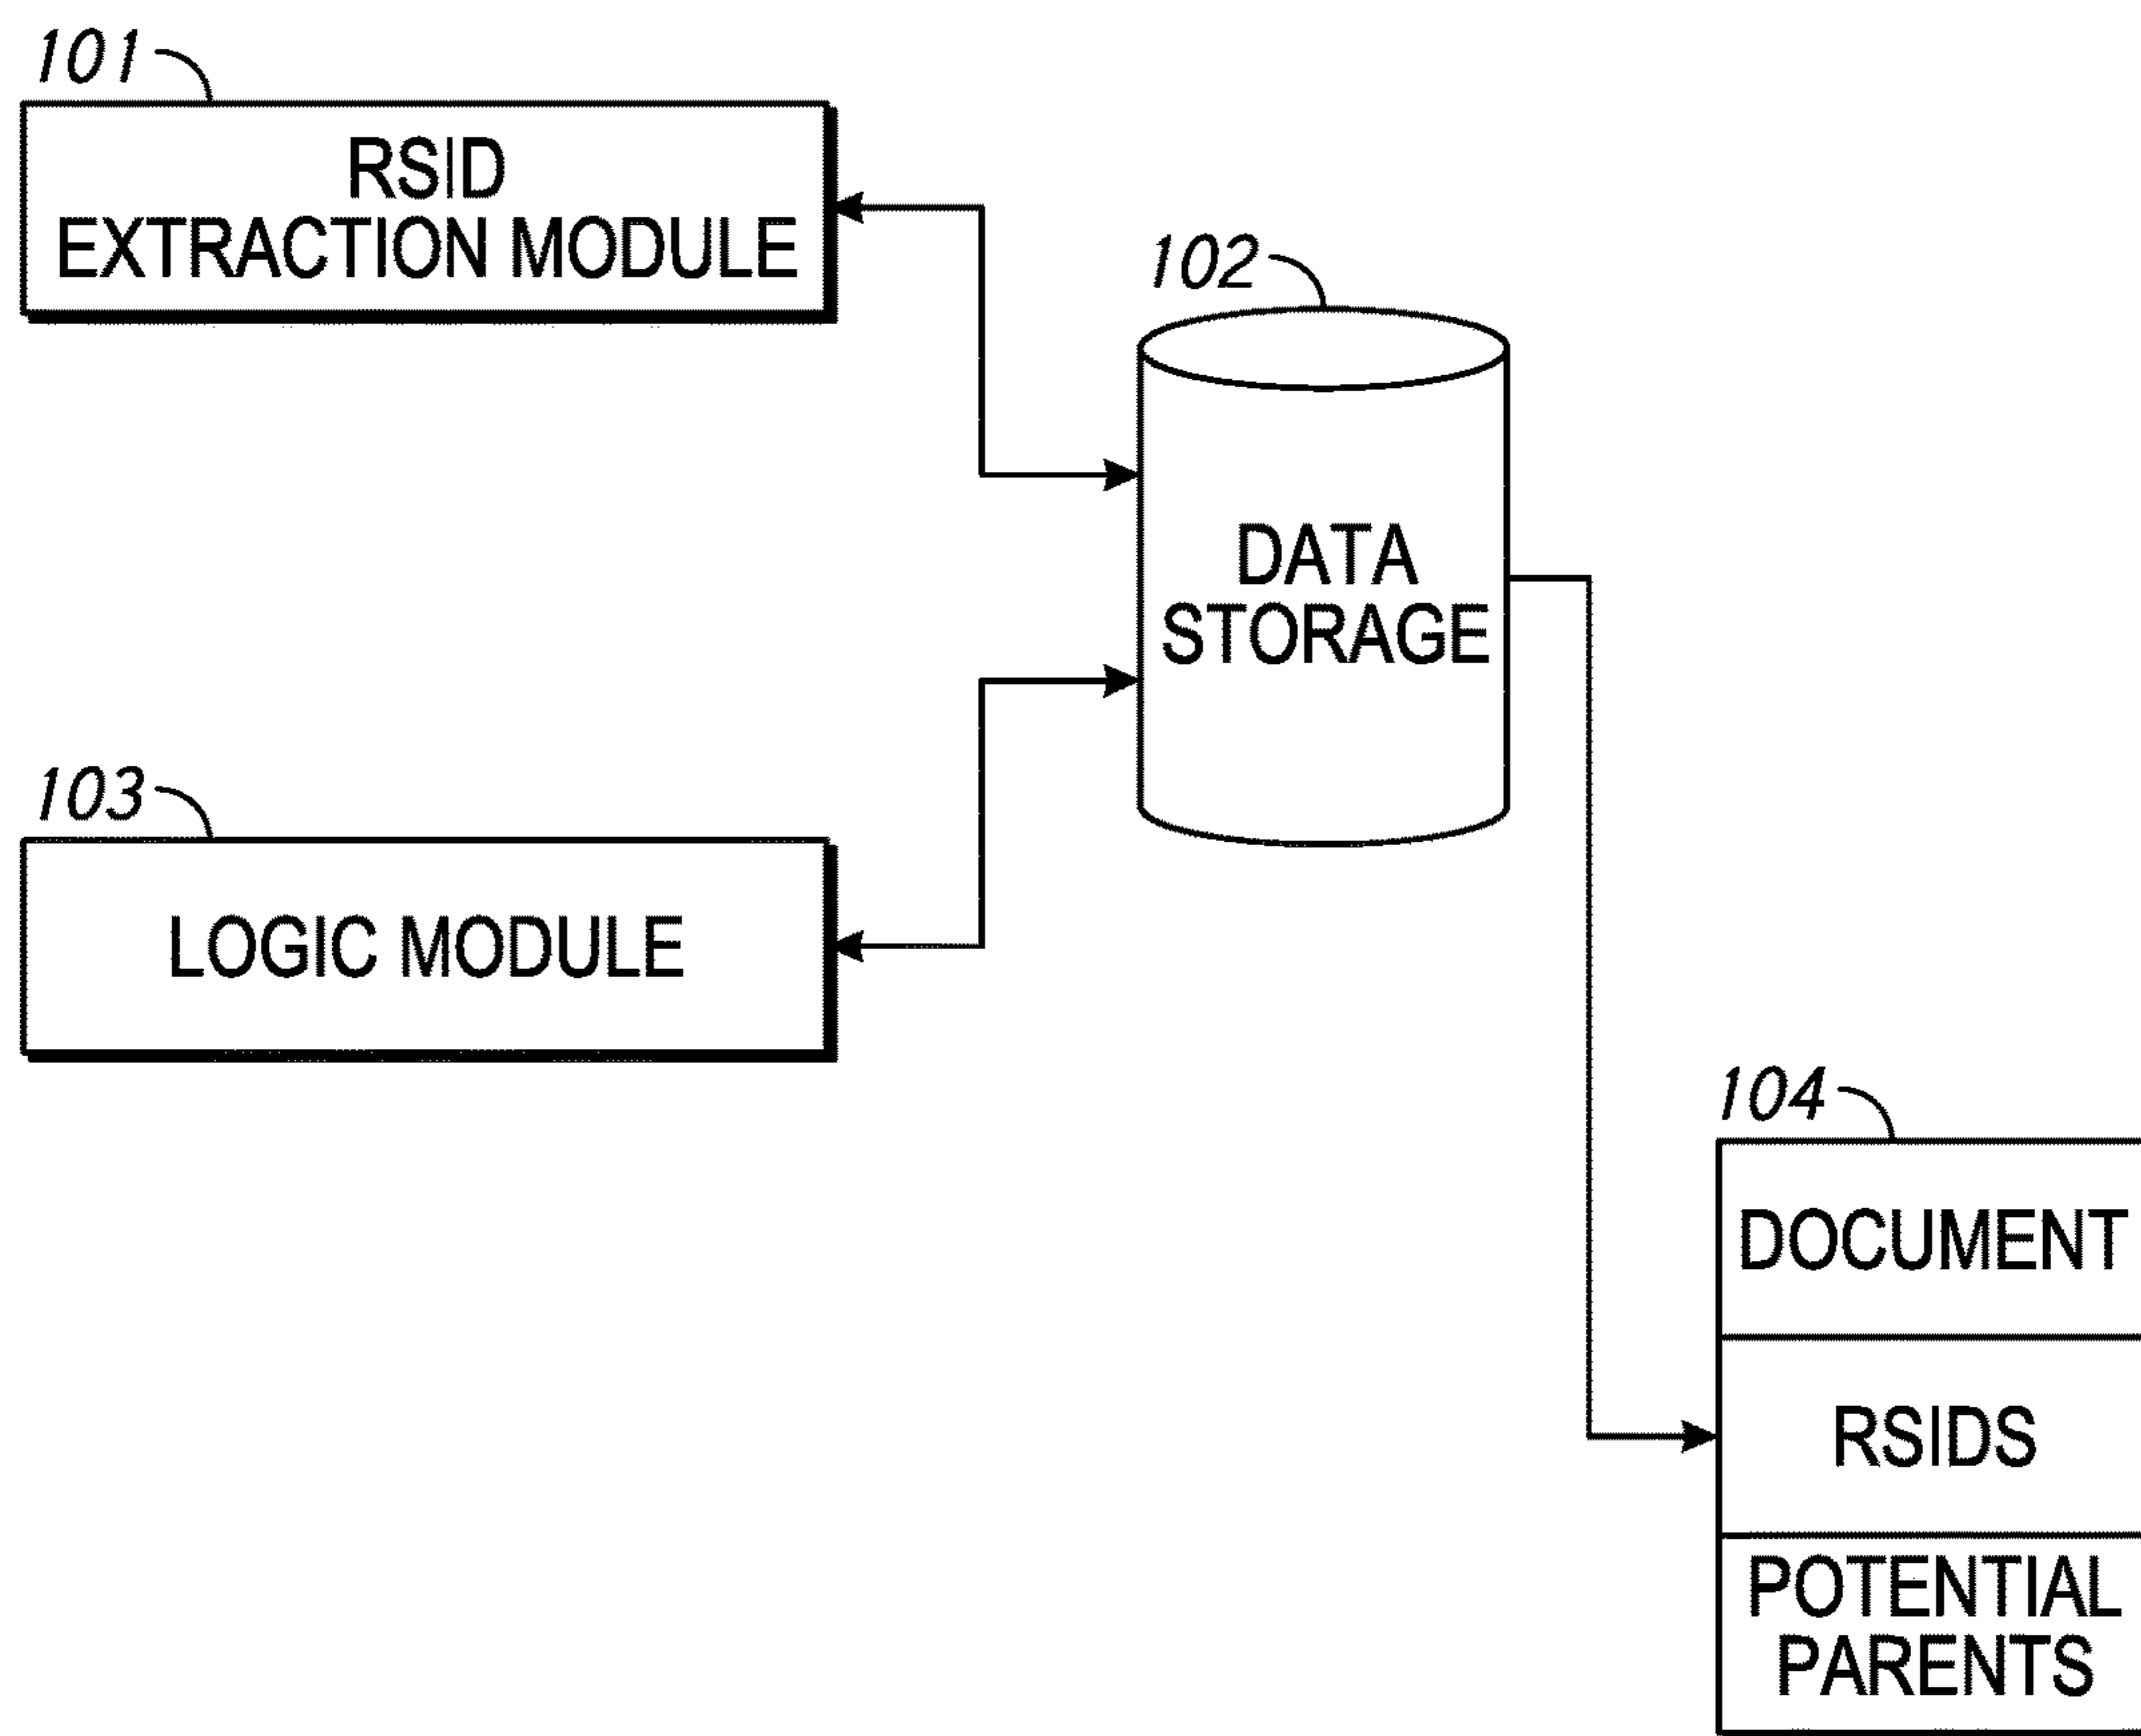 101
RSID
EXTRACTION MODULE
102
DATA
STORAGE
103
LOGIC MODULE
104
DOCUMENT
RSIDS
POTENTIAL
PARENTS